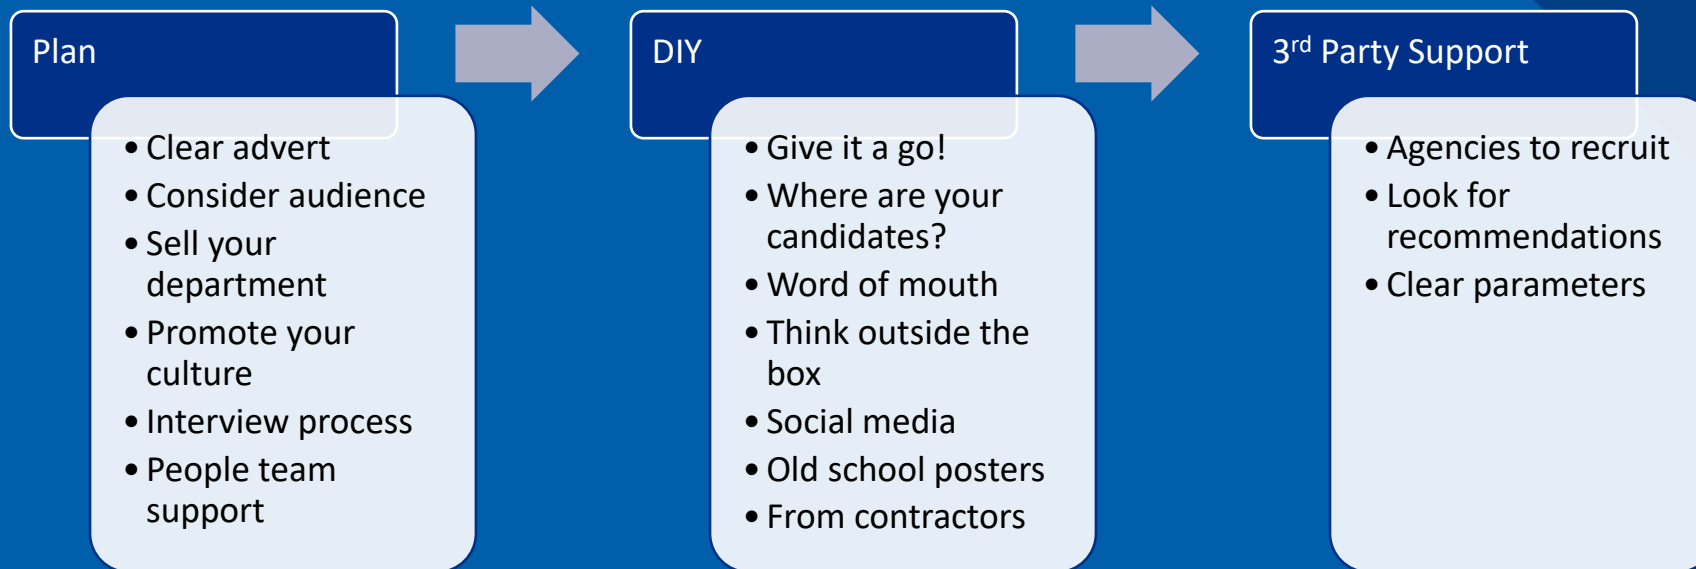 Plan
• Clear advert
• Consider audience
• Sell your
department
• Promote your
culture
• Interview process
• People team
support
DIY
• Give it a go!
• Where are your
candidates?
• Word of mouth
• Think outside the
box
• Social media
• Old school posters
• From contractors
3rd Party Support
• Agencies to recruit
• Look for
recommendations
• Clear parameters